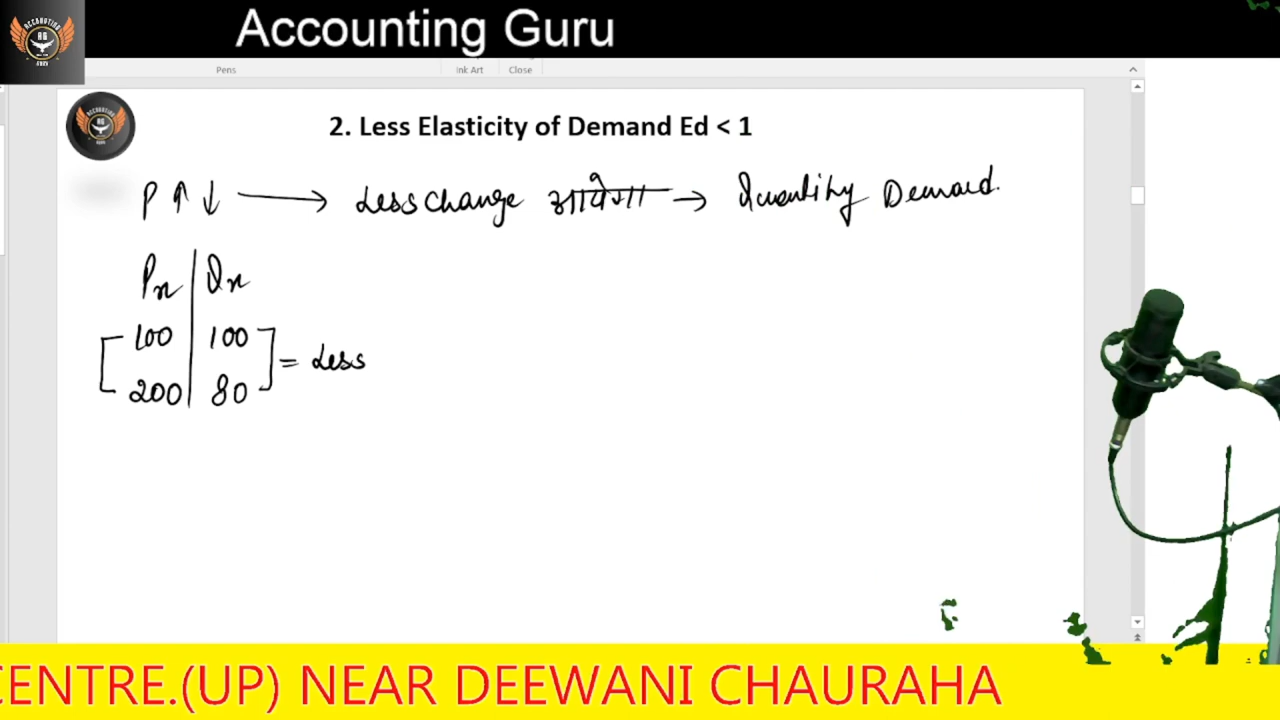 Accounting Guru
Pens Ink Art Close
2. Less Elasticity of Demand Ed < 1
P ↑ ↓ → Less change आयेगा → Quantity Demand.
Px | Qx
100 | 100
200 | 80
= Less
CENTRE.(UP) NEAR DEEWANI CHAURAHA